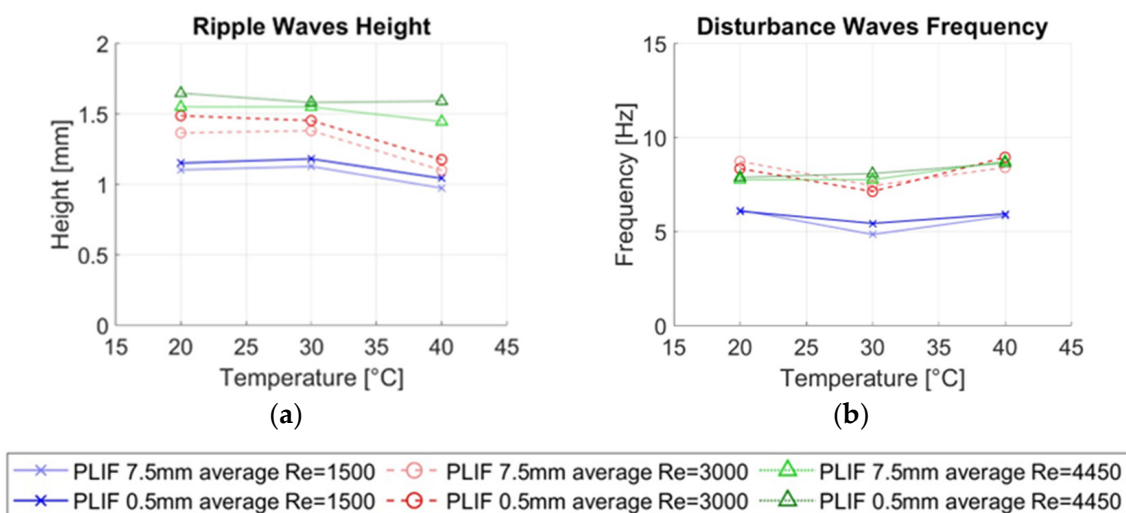 Ripple Waves Height
2
1.5
1
0.5
0
Height [mm]
15 20 25 30 35 40 45
Temperature [°C]
(a)
Disturbance Waves Frequency
15
10
5
0
Frequency [Hz]
15 20 25 30 35 40 45
Temperature [°C]
(b)
PLIF 7.5mm average Re=1500 PLIF 7.5mm average Re=3000 PLIF 7.5mm average Re=4450
PLIF 0.5mm average Re=1500 PLIF 0.5mm average Re=3000 PLIF 0.5mm average Re=4450